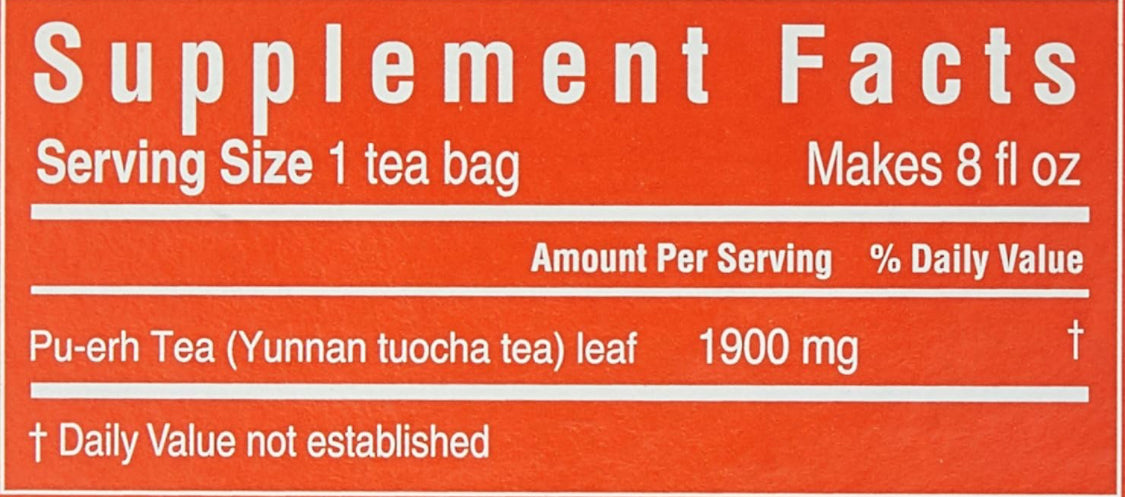 Supplement Facts
Serving Size 1 tea bag Makes 8 fl oz
Amount Per Serving % Daily Value
Pu-erh Tea (Yunnan tuocha tea) leaf 1900 mg †
† Daily Value not established